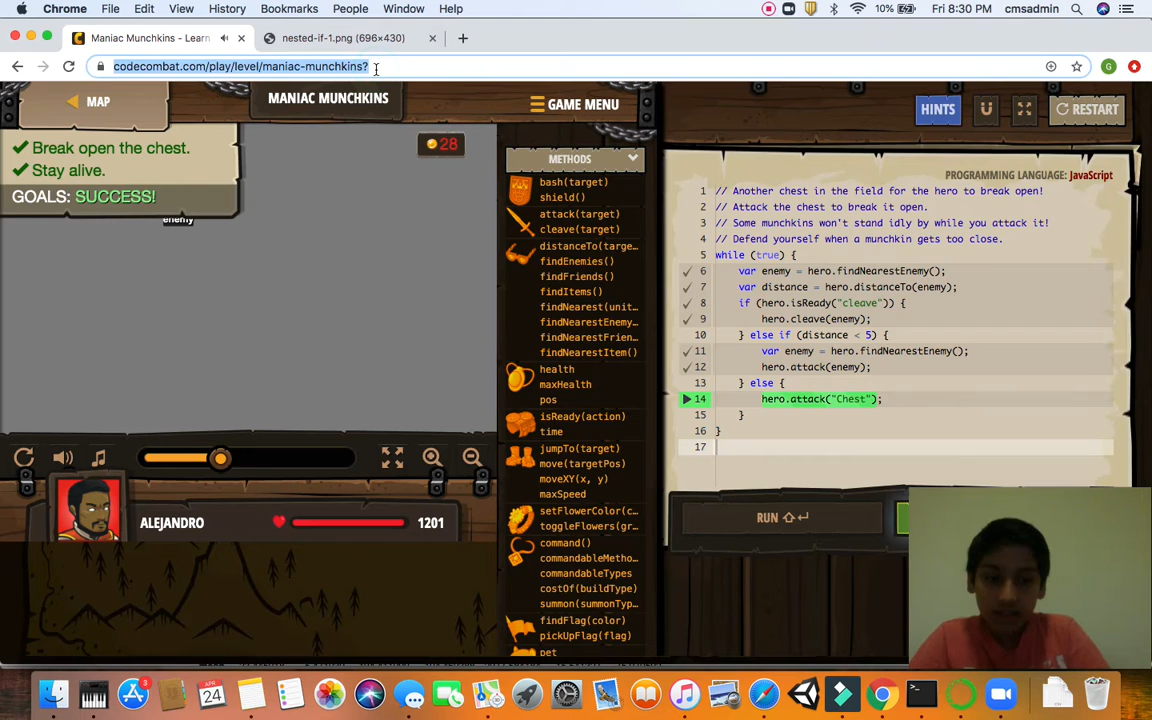 Chrome File Edit View History Bookmarks People Window Help 10% Fri 8:30 PM cmsadmin
Maniac Munchkins - Learn nested-if-1.png (696×430)
codecombat.com/play/level/maniac-munchkins? G
MAP MANIAC MUNCHKINS GAME MENU HINTS RESTART
Break open the chest.
Stay alive.
GOALS: SUCCESS!
enemy
28
METHODS
bash(target)
shield()
attack(target)
cleave(target)
distanceTo(targe…
findEnemies()
findFriends()
findItems()
findNearest(unit…
findNearestEnemy…
findNearestFrien…
findNearestItem()
health
maxHealth
pos
isReady(action)
time
jumpTo(target)
move(targetPos)
moveXY(x, y)
maxSpeed
setFlowerColor(c…
toggleFlowers(gr…
command()
commandableMetho…
commandableTypes
costOf(buildType)
summon(summonTyp…
findFlag(color)
pickUpFlag(flag)
pet
PROGRAMMING LANGUAGE: JavaScript
1 // Another chest in the field for the hero to break open!
2 // Attack the chest to break it open.
3 // Some munchkins won't stand idly by while you attack it!
4 // Defend yourself when a munchkin gets too close.
5 while (true) {
6 var enemy = hero.findNearestEnemy();
7 var distance = hero.distanceTo(enemy);
8 if (hero.isReady("cleave")) {
9 hero.cleave(enemy);
10 } else if (distance < 5) {
11 var enemy = hero.findNearestEnemy();
12 hero.attack(enemy);
13 } else {
14 hero.attack("Chest");
15 }
16 }
17
RUN
ALEJANDRO 1201
3
APR
24